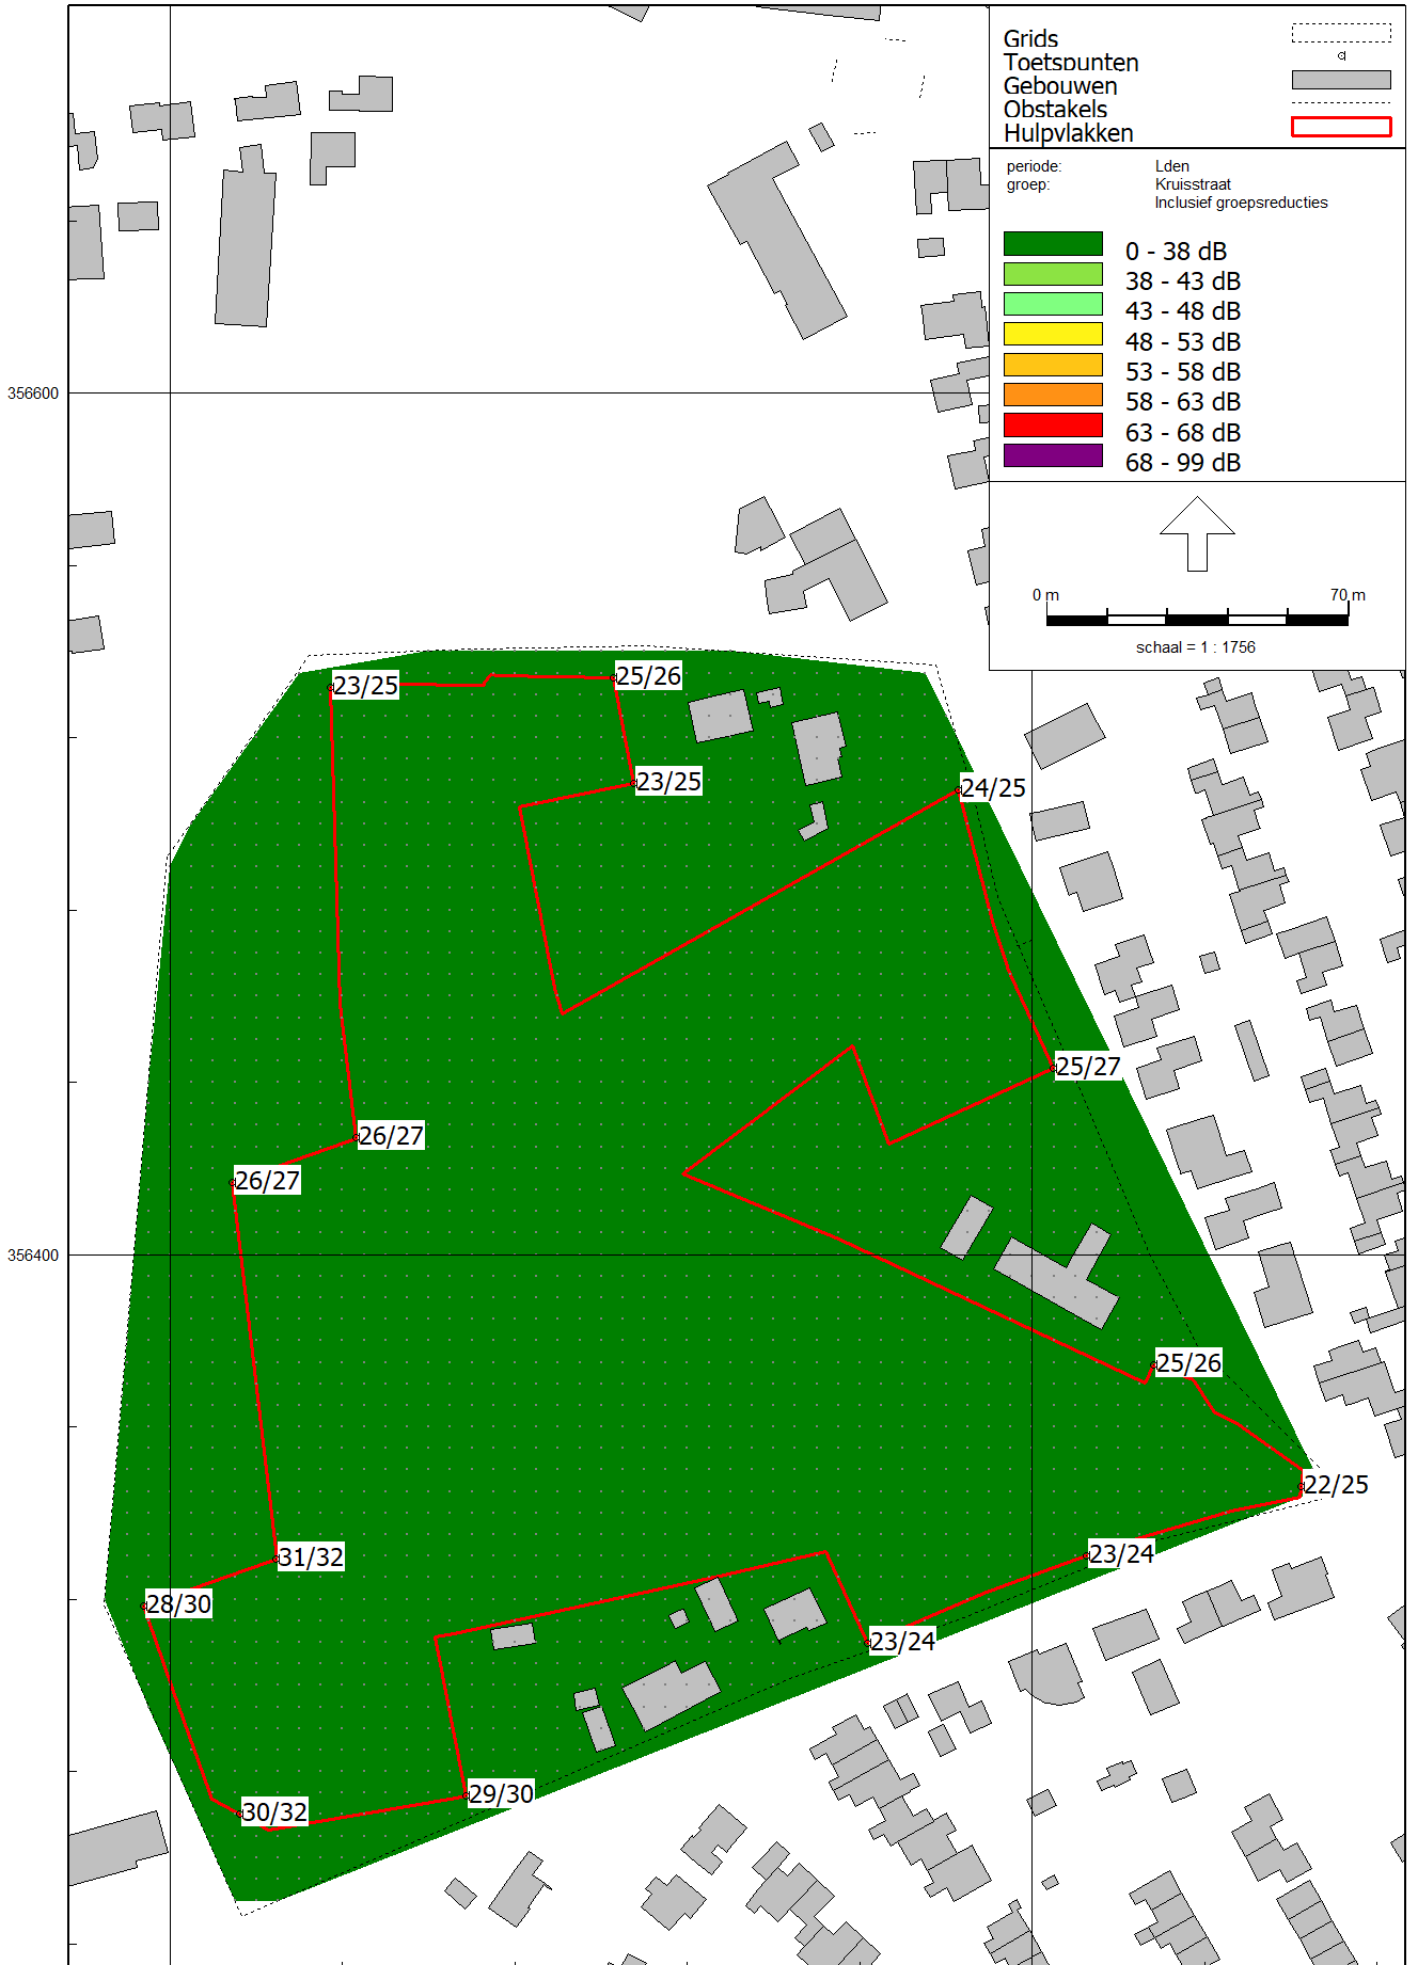 Grids
Toetspunten
Gebouwen
Obstakels
Hulpvlakken
periode: Lden
groep: Kruisstraat
Inclusief groepsreducties
0 - 38 dB
38 - 43 dB
43 - 48 dB
48 - 53 dB
53 - 58 dB
58 - 63 dB
63 - 68 dB
68 - 99 dB
0 m 70 m
schaal = 1 : 1756
356600
23/25
25/26
23/25
24/25
25/27
26/27
26/27
356400
25/26
22/25
23/24
31/32
28/30
23/24
29/30
30/32